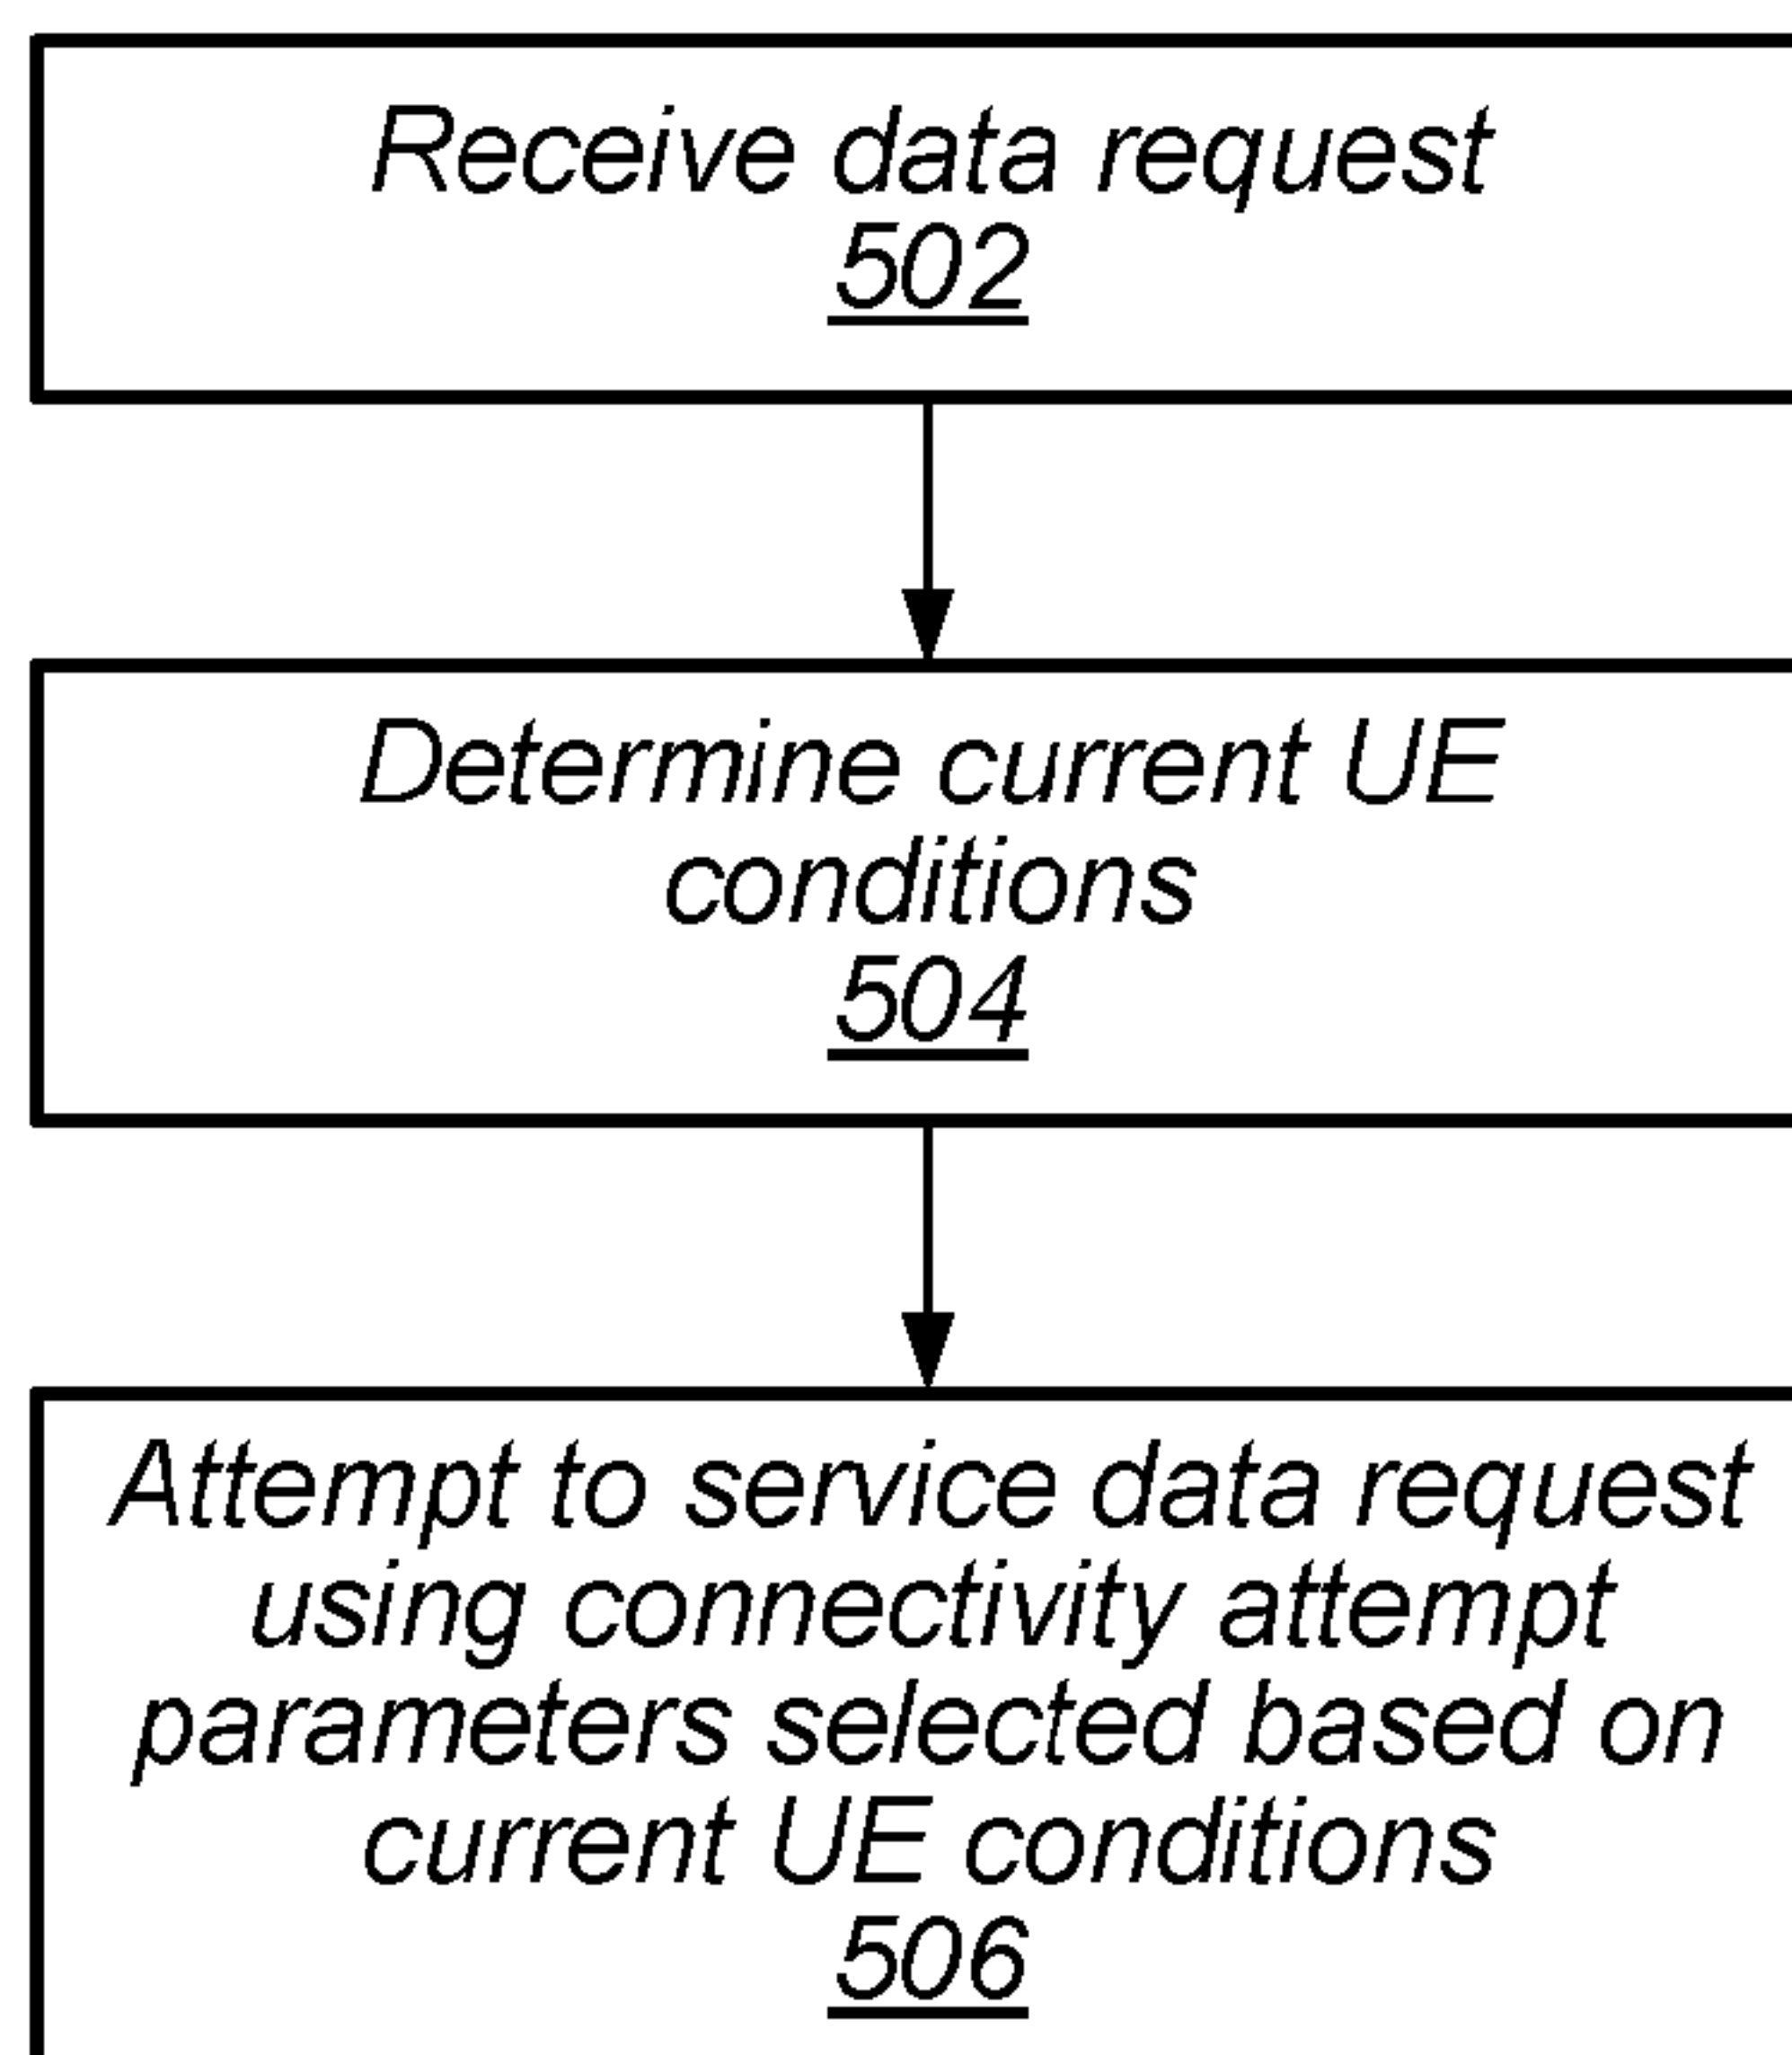 Receive data request
502
Determine current UE
conditions
504
Attempt to service data request
using connectivity attempt
parameters selected based on
current UE conditions
506